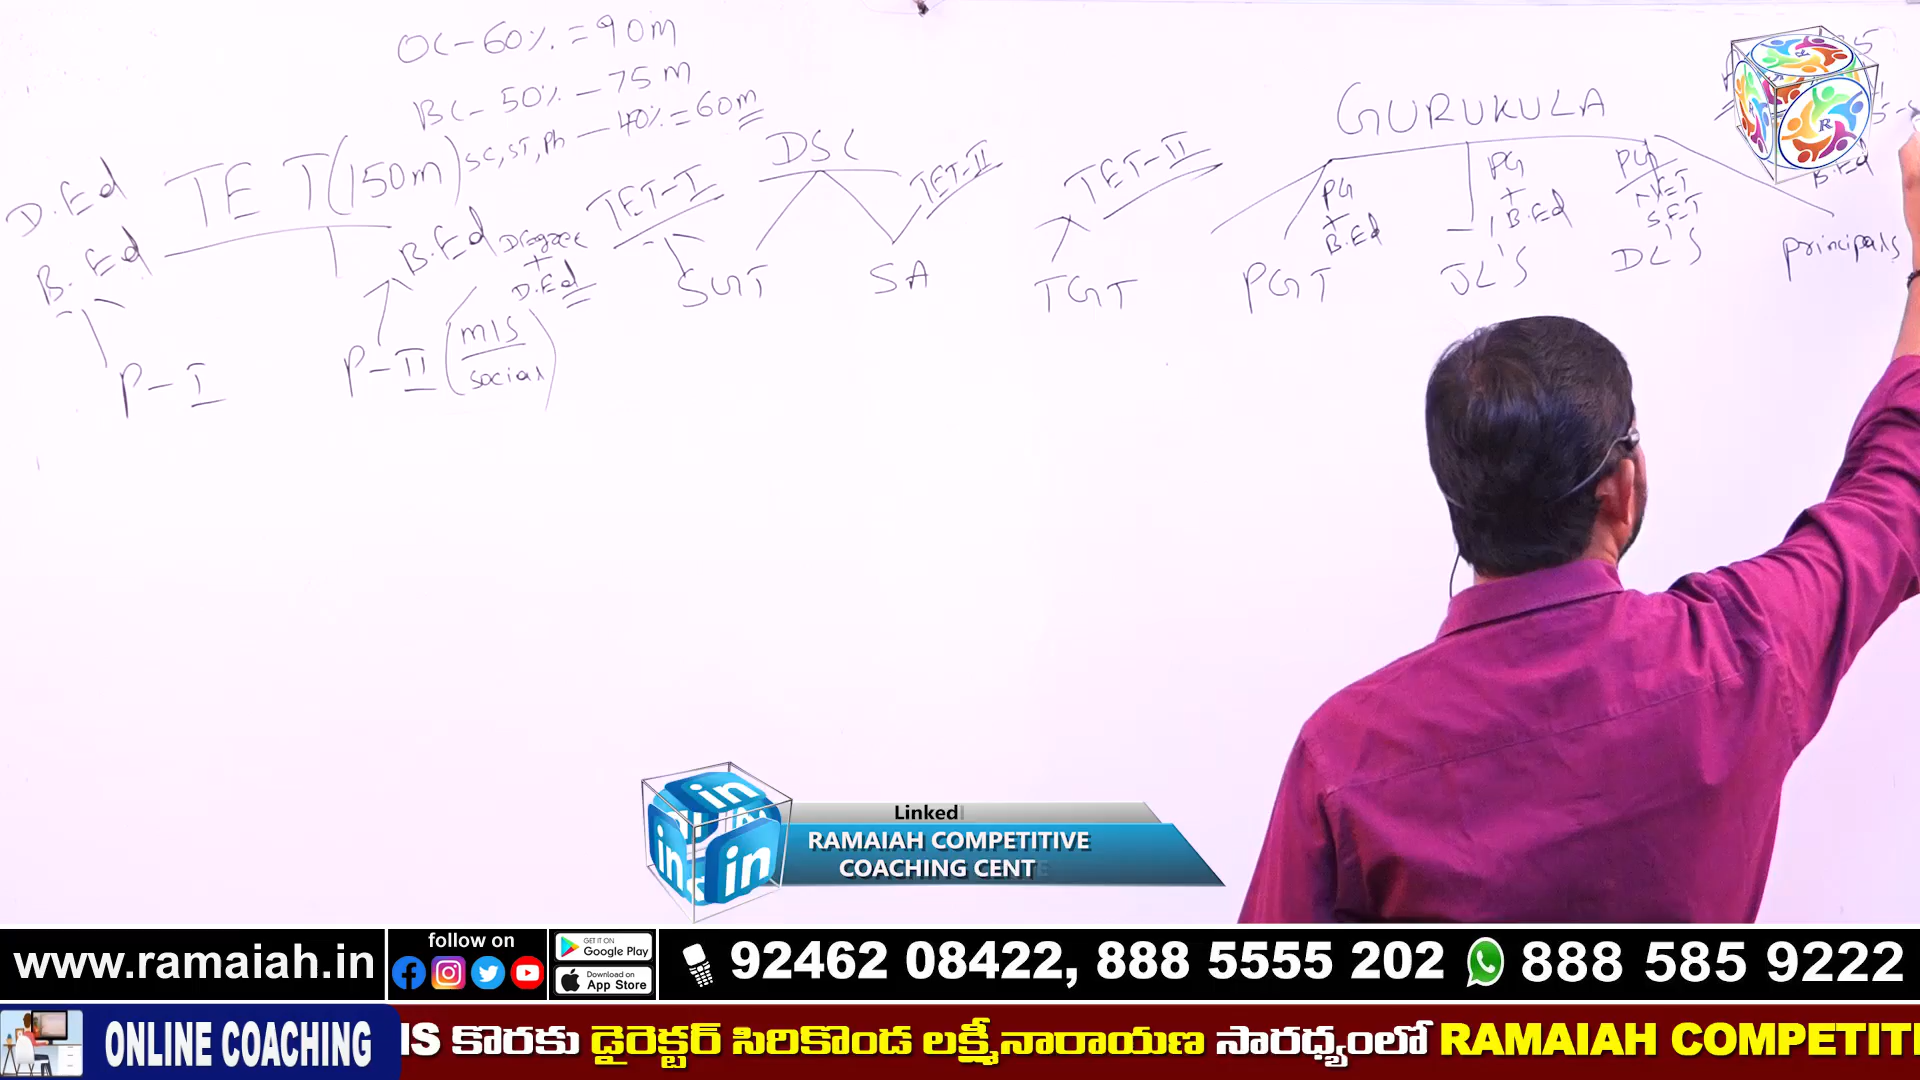 OC - 60% = 90m
BC - 50% - 75m
SC, ST, Ph - 40% = 60m
D.Ed
B.Ed
TET (150m)
P - I
B.Ed
P - II (M/S
social)
Degree
+
D.Ed
DSC
TET-I
SGT
TET-II
SA
TET-II
TGT
GURUKULA
PG
+
B.Ed
PGT
PG
+
B.Ed
JL'S
PG
NET
SET
DL'S
B.Ed
principals
R
Linked
RAMAIAH COMPETITIVE
COACHING CENT
www.ramaiah.in
follow on
GET IT ON
Google Play
Download on
App Store
92462 08422, 888 5555 202
888 585 9222
ONLINE COACHING
IS కొరకు డైరెక్టర్ సిరికొండ లక్ష్మీనారాయణ సారధ్యంలో RAMAIAH COMPETITI